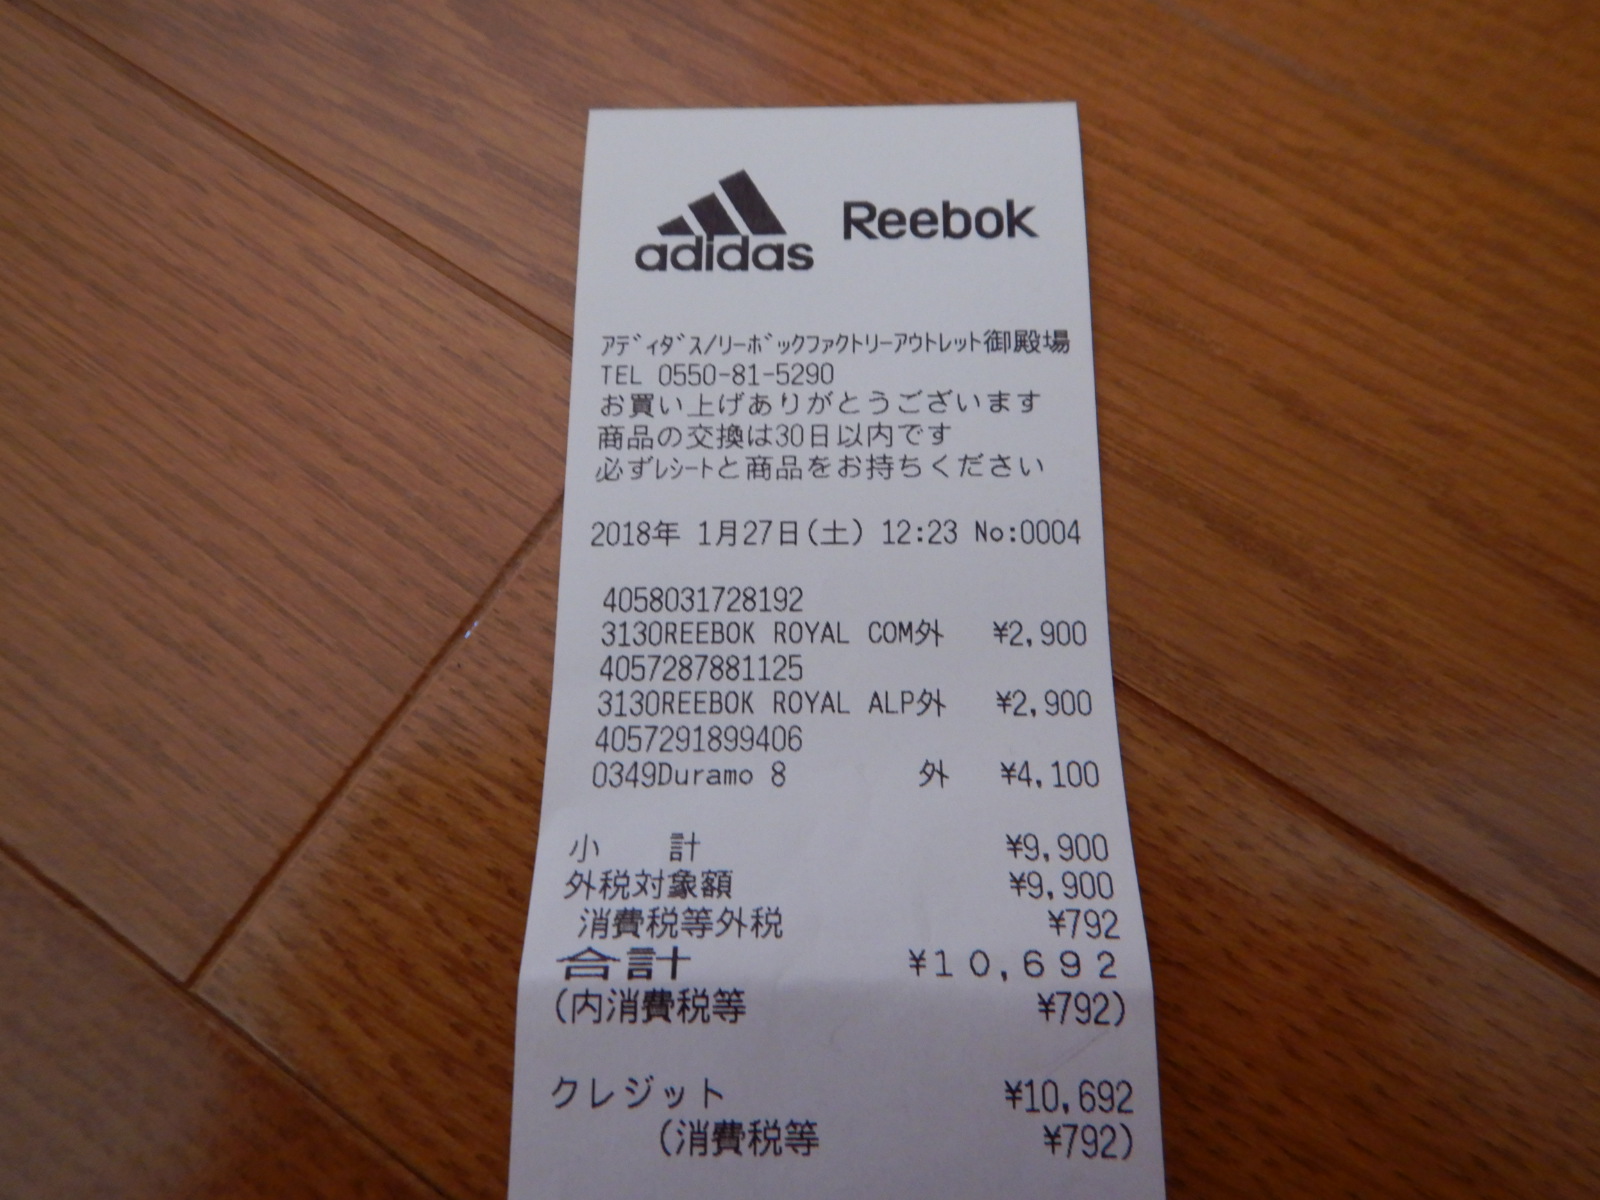 adidas Reebok
ｱﾃﾞｨﾀﾞｽ/ﾘｰﾎﾞｯｸﾌｧｸﾄﾘｰｱｳﾄﾚｯﾄ御殿場
TEL 0550-81-5290
お買い上げありがとうございます
商品の交換は30日以内です
必ずﾚｼｰﾄと商品をお持ちください
2018年 1月27日(土) 12:23 No:0004
4058031728192
3130REEBOK ROYAL COM外 ¥2,900
4057287881125
3130REEBOK ROYAL ALP外 ¥2,900
4057291899406
0349Duramo 8 外 ¥4,100
小 計 ¥9,900
外税対象額 ¥9,900
消費税等外税 ¥792
合計 ¥10,692
(内消費税等 ¥792)
クレジット ¥10,692
(消費税等 ¥792)